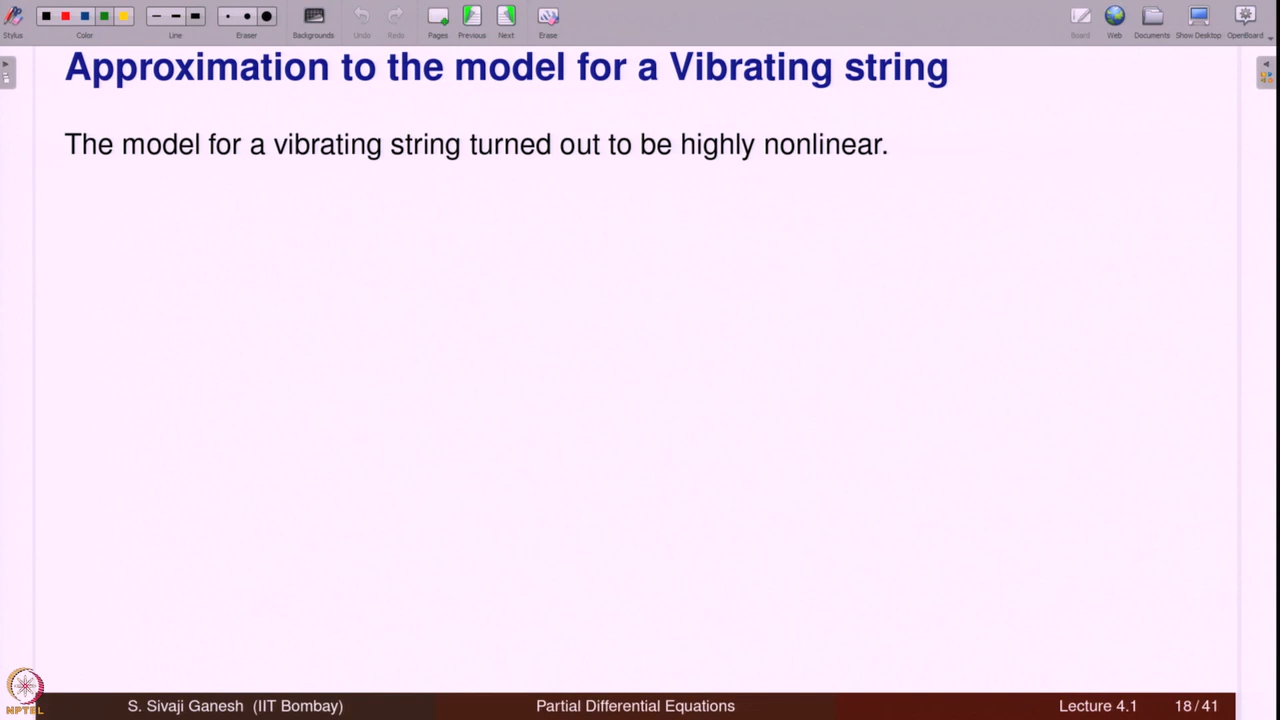 Stylus Color Line Eraser Backgrounds Undo Redo Pages Previous Next Erase Board Web Documents Show Desktop OpenBoard
Approximation to the model for a Vibrating string
The model for a vibrating string turned out to be highly nonlinear.
NPTEL
S. Sivaji Ganesh (IIT Bombay) Partial Differential Equations Lecture 4.1 18/41